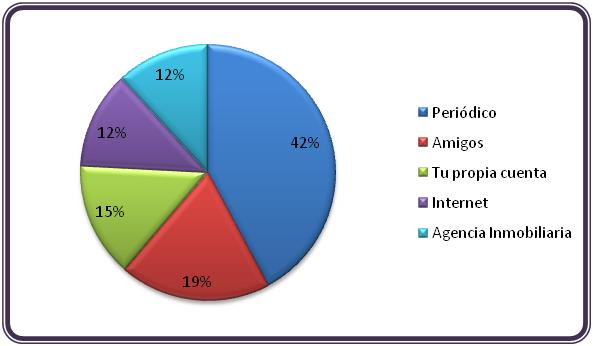 12%
42%
12%
15%
19%
Periódico
Amigos
Tu propia cuenta
Internet
Agencia Inmobiliaria